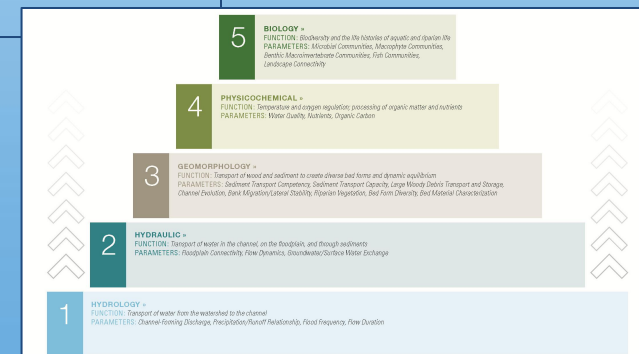 5
BIOLOGY »
FUNCTION: Biodiversity and the life histories of aquatic and riparian life
PARAMETERS: Microbial Communities, Macrophyte Communities,
Benthic Macroinvertebrate Communities, Fish Communities,
Landscape Connectivity
4
PHYSICOCHEMICAL »
FUNCTION: Temperature and oxygen regulation; processing of organic matter and nutrients
PARAMETERS: Water Quality, Nutrients, Organic Carbon
3
GEOMORPHOLOGY »
FUNCTION: Transport of wood and sediment to create diverse bed forms and dynamic equilibrium
PARAMETERS: Sediment Transport Competency, Sediment Transport Capacity, Large Woody Debris Transport and Storage,
Channel Evolution, Bank Migration/Lateral Stability, Riparian Vegetation, Bed Form Diversity, Bed Material Characterization
2
HYDRAULIC »
FUNCTION: Transport of water in the channel, on the floodplain, and through sediments
PARAMETERS: Floodplain Connectivity, Flow Dynamics, Groundwater/Surface Water Exchange
1
HYDROLOGY »
FUNCTION: Transport of water from the watershed to the channel
PARAMETERS: Channel-Forming Discharge, Precipitation/Runoff Relationship, Flood Frequency, Flow Duration